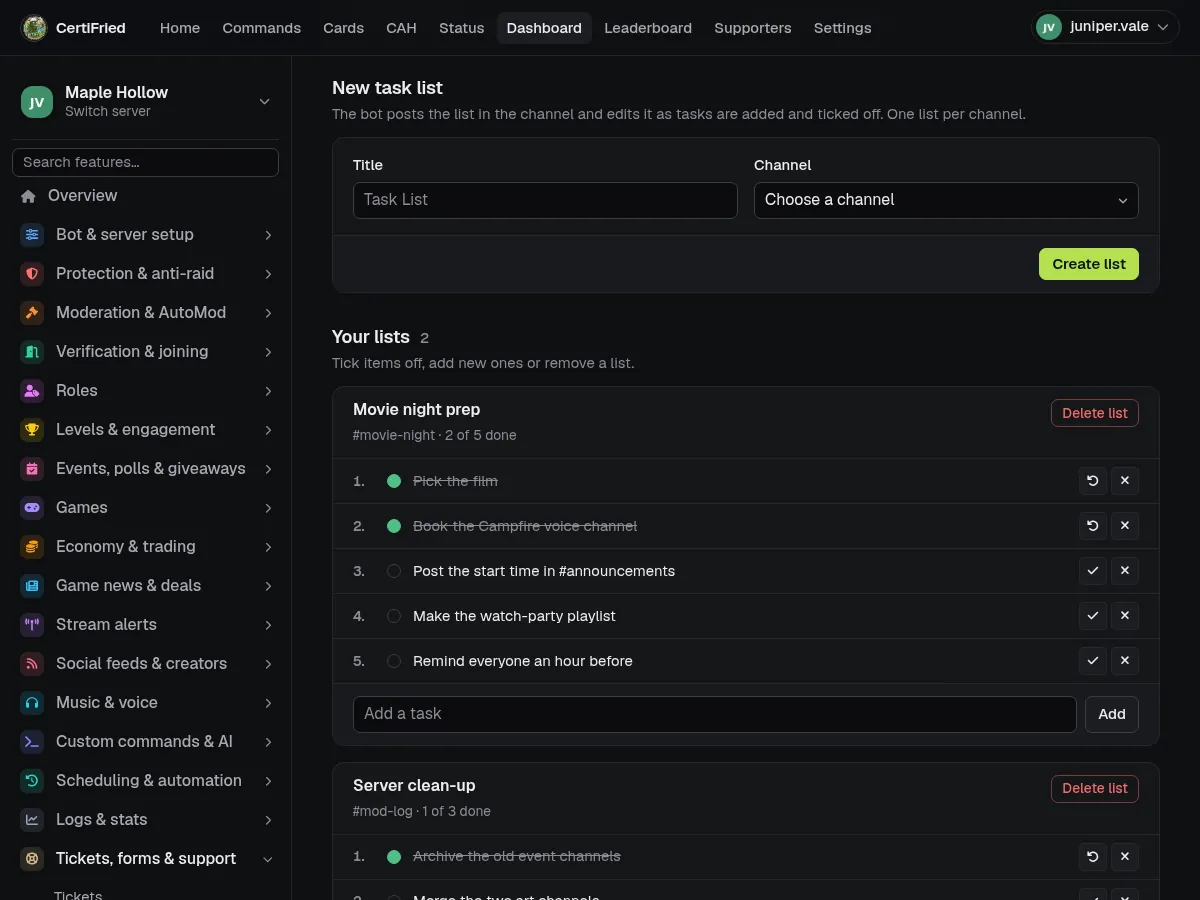 CertiFried
Home
Commands
Cards
CAH
Status
Dashboard
Leaderboard
Supporters
Settings
JV
juniper.vale
JV
Maple Hollow
Switch server
Search features...
Overview
Bot & server setup
Protection & anti-raid
Moderation & AutoMod
Verification & joining
Roles
Levels & engagement
Events, polls & giveaways
Games
Economy & trading
Game news & deals
Stream alerts
Social feeds & creators
Music & voice
Custom commands & AI
Scheduling & automation
Logs & stats
Tickets, forms & support
Tickets
New task list
The bot posts the list in the channel and edits it as tasks are added and ticked off. One list per channel.
Title
Channel
Task List
Choose a channel
Create list
Your lists 2
Tick items off, add new ones or remove a list.
Movie night prep
Delete list
#movie-night · 2 of 5 done
1. Pick the film
2. Book the Campfire voice channel
3. Post the start time in #announcements
4. Make the watch-party playlist
5. Remind everyone an hour before
Add a task
Add
Server clean-up
Delete list
#mod-log · 1 of 3 done
1. Archive the old event channels
2. Merge the two art channels